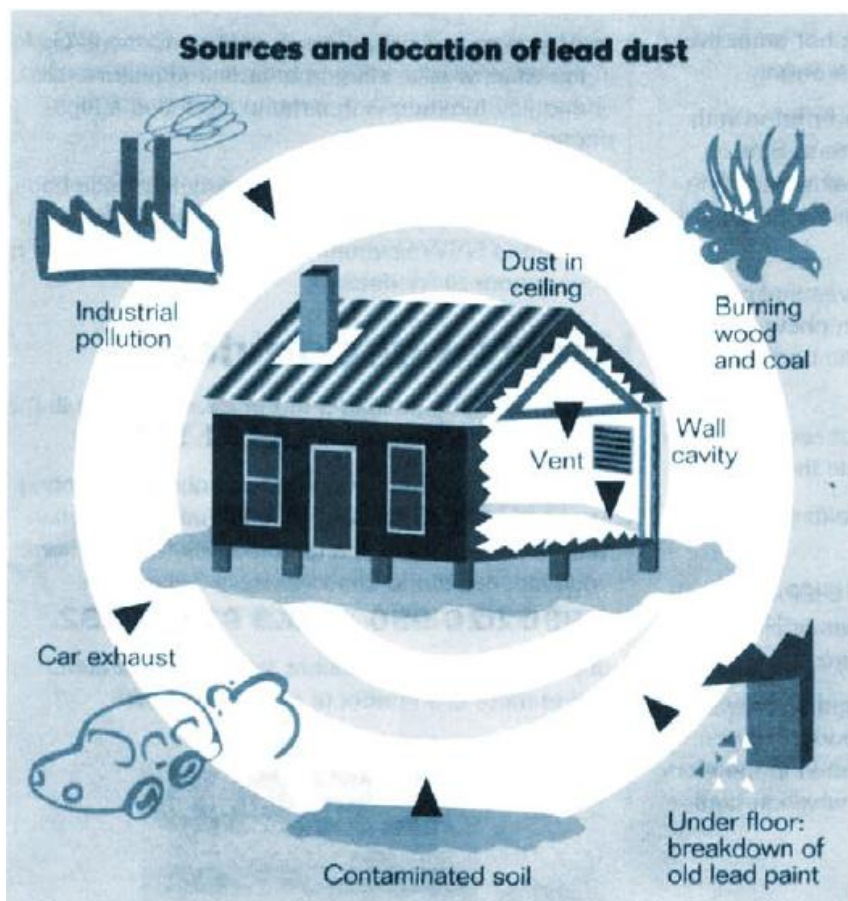 Sources and location of lead dust
Industrial
pollution
Dust in
ceiling
Burning
wood
and coal
Vent
Wall
cavity
Car exhaust
Contaminated soil
Under floor:
breakdown of
old lead paint